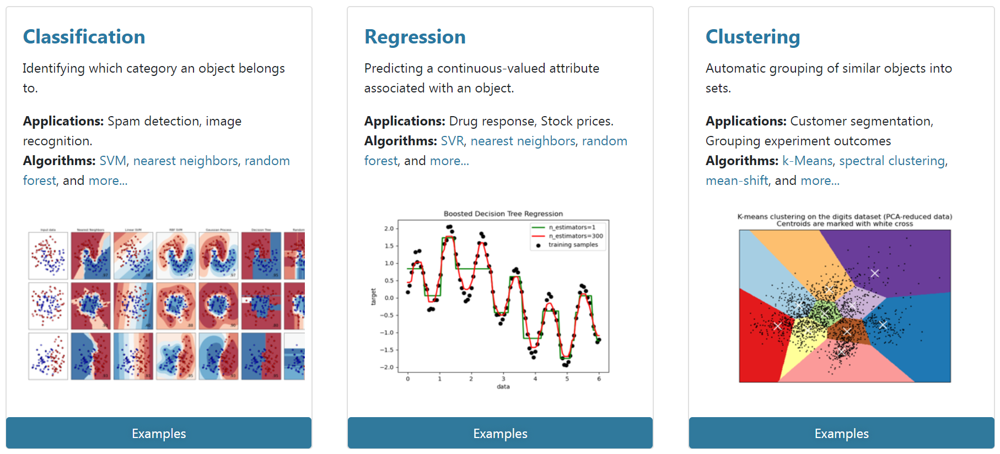 Classification
Identifying which category an object belongs
to.
Applications: Spam detection, image
recognition.
Algorithms: SVM, nearest neighbors, random
forest, and more...
Input data
Nearest Neighbors
Linear SVM
RBF SVM
Gaussian Process
Decision Tree
Random
Examples
Regression
Predicting a continuous-valued attribute
associated with an object.
Applications: Drug response, Stock prices.
Algorithms: SVR, nearest neighbors, random
forest, and more...
Boosted Decision Tree Regression
n_estimators=1
n_estimators=300
training samples
2.0
1.5
1.0
0.5
0.0
−0.5
−1.0
−1.5
−2.0
target
0 1 2 3 4 5 6
data
Examples
Clustering
Automatic grouping of similar objects into
sets.
Applications: Customer segmentation,
Grouping experiment outcomes
Algorithms: k-Means, spectral clustering,
mean-shift, and more...
K-means clustering on the digits dataset (PCA-reduced data)
Centroids are marked with white cross
Examples